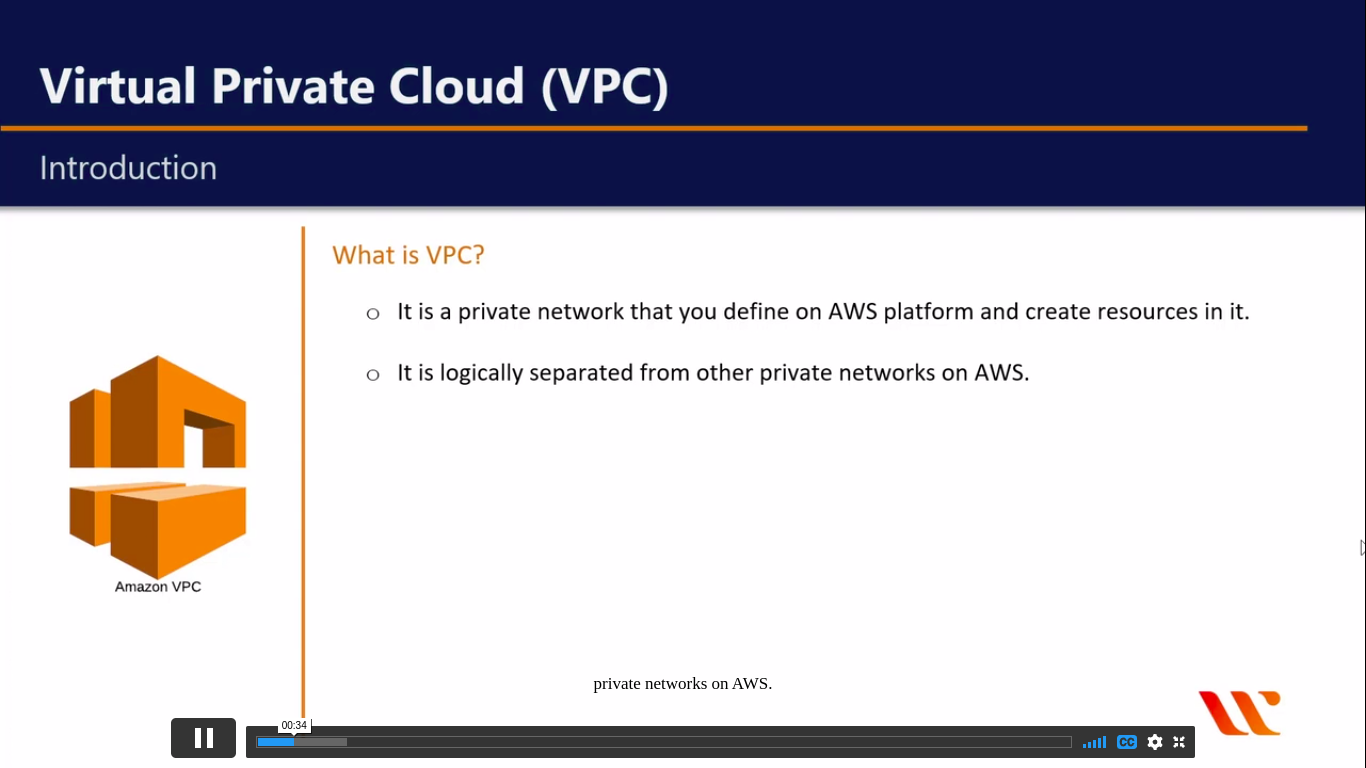 Virtual Private Cloud (VPC)
Introduction
What is VPC?
o It is a private network that you define on AWS platform and create resources in it.
o It is logically separated from other private networks on AWS.
Amazon VPC
private networks on AWS.
00:34
CC